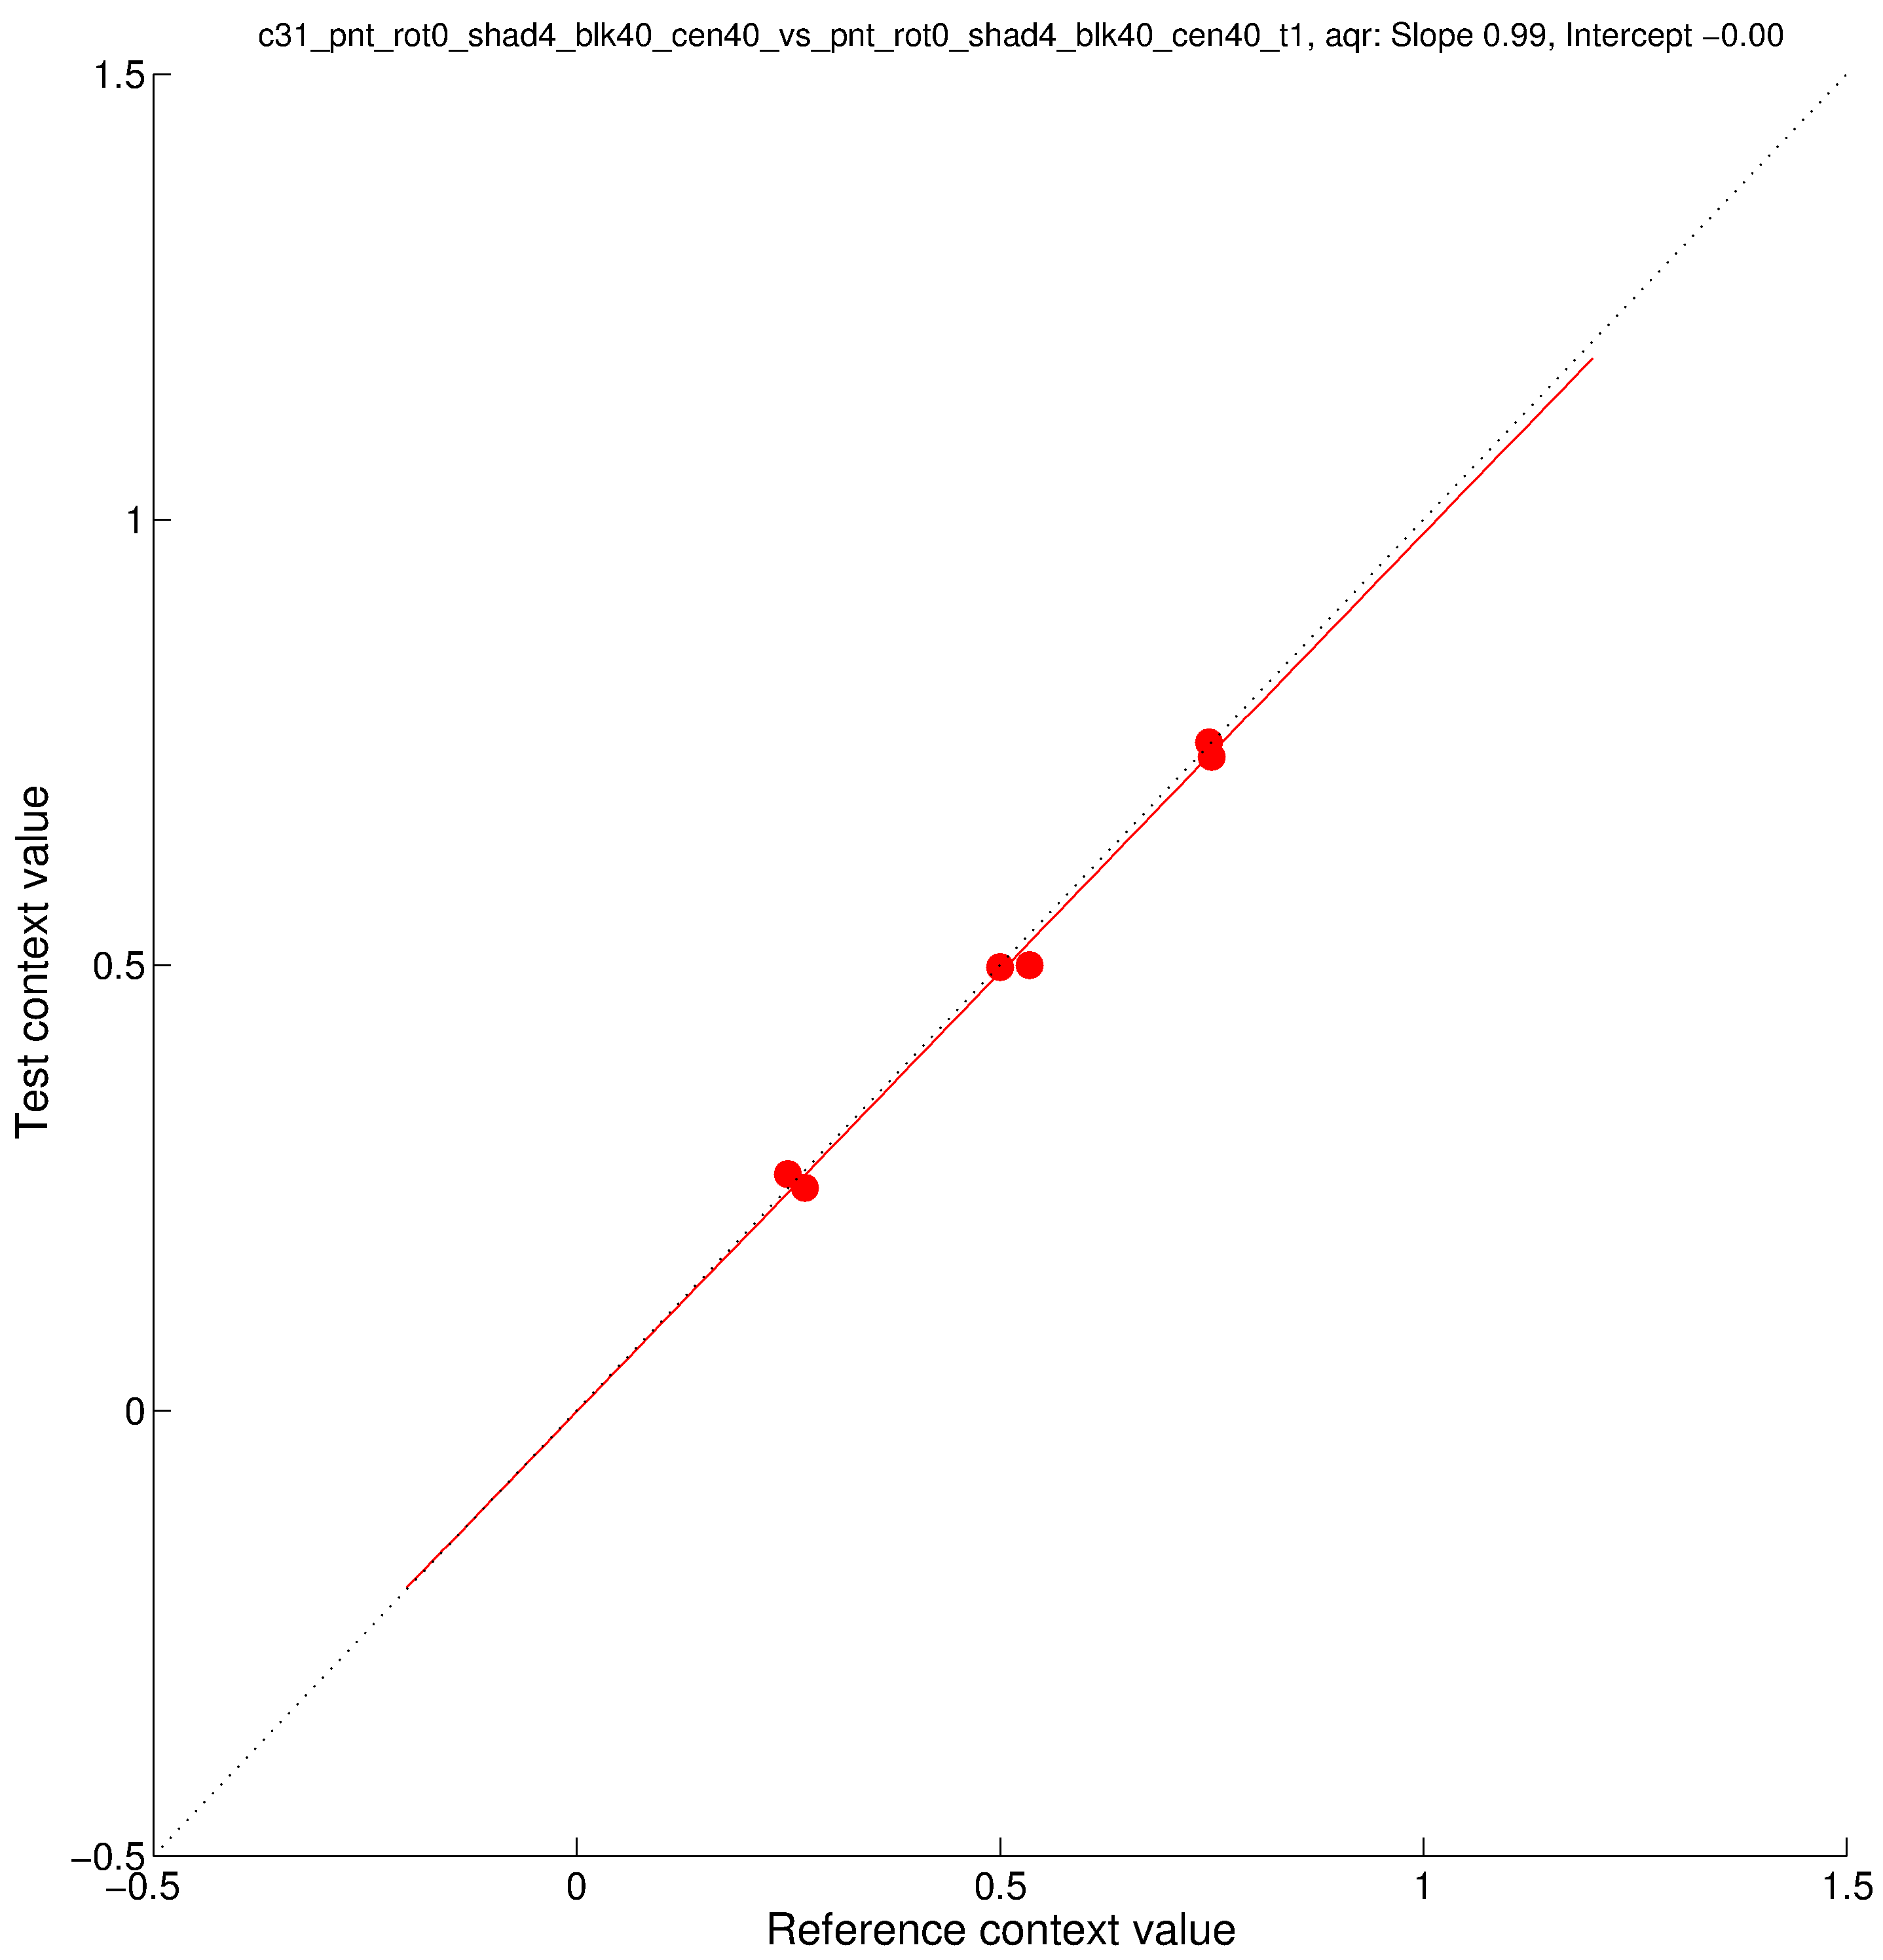 c31_pnt_rot0_shad4_blk40_cen40_vs_pnt_rot0_shad4_blk40_cen40_t1, aqr: Slope 0.99, Intercept −0.00
1.5
1
0.5
0
−0.5
Test context value
−0.5 0 0.5 1 1.5
Reference context value